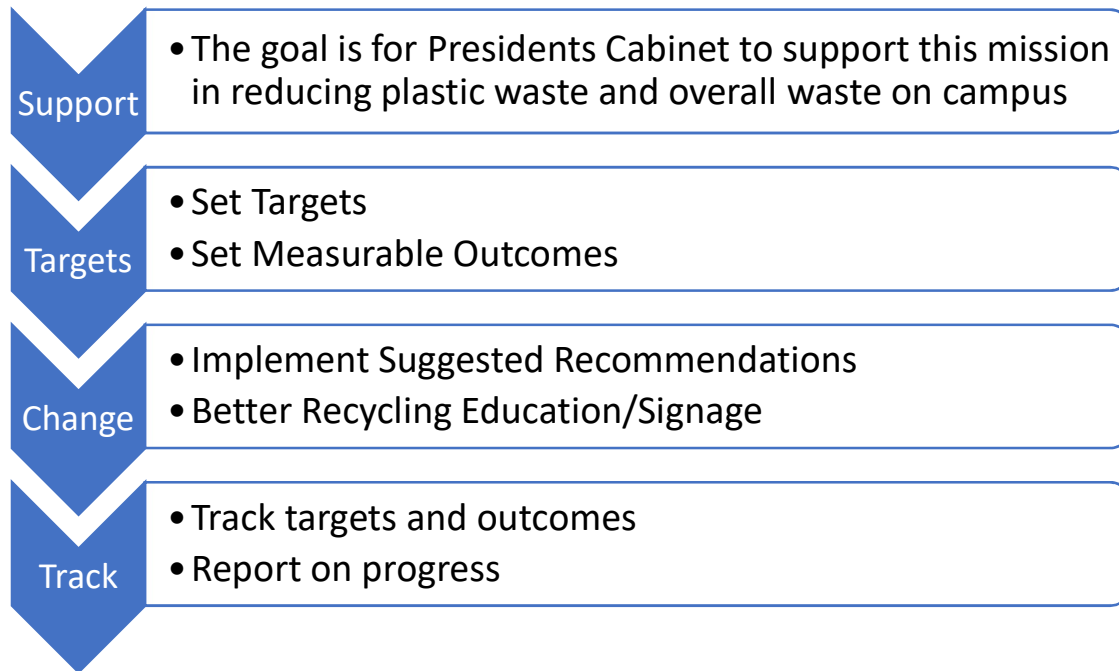 Support
• The goal is for Presidents Cabinet to support this mission
in reducing plastic waste and overall waste on campus
Targets
• Set Targets
• Set Measurable Outcomes
Change
• Implement Suggested Recommendations
• Better Recycling Education/Signage
Track
• Track targets and outcomes
• Report on progress